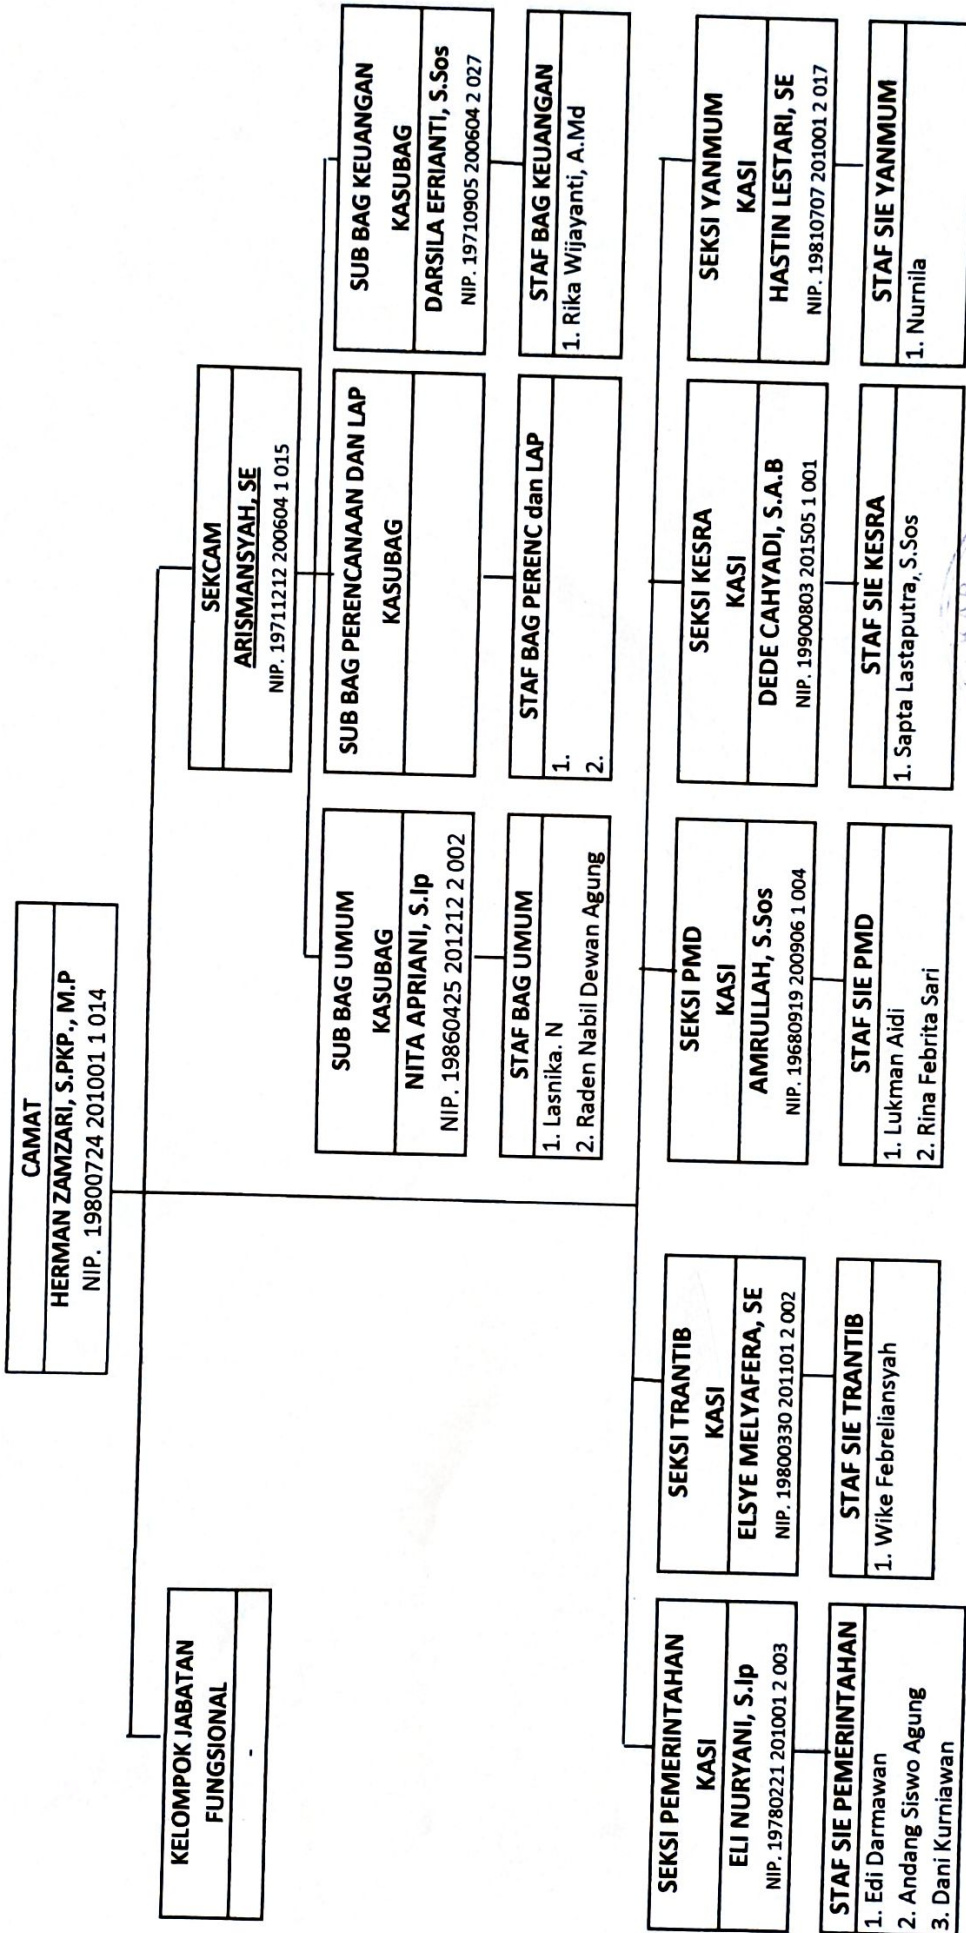 CAMAT
HERMAN ZAMZARI, S.PKP., M.P
NIP. 19800724 201001 1 014
KELOMPOK JABATAN
FUNGSIONAL
-
SEKCAM
ARISMANSYAH, SE
NIP. 19711212 200604 1 015
SUB BAG UMUM
KASUBAG
NITA APRIANI, S.Ip
NIP. 19860425 201212 2 002
SUB BAG PERENCANAAN DAN LAP
KASUBAG
SUB BAG KEUANGAN
KASUBAG
DARSILA EFRIANTI, S.Sos
NIP. 19710905 200604 2 027
STAF BAG UMUM
1. Lasnika. N
2. Raden Nabil Dewan Agung
STAF BAG PERENC dan LAP
1.
2.
STAF BAG KEUANGAN
1. Rika Wijayanti, A.Md
SEKSI PEMERINTAHAN
KASI
ELI NURYANI, S.Ip
NIP. 19780221 201001 2 003
SEKSI TRANTIB
KASI
ELSYE MELYAFERA, SE
NIP. 19800330 201101 2 002
SEKSI PMD
KASI
AMRULLAH, S.Sos
NIP. 19680919 200906 1 004
SEKSI KESRA
KASI
DEDE CAHYADI, S.A.B
NIP. 19900803 201505 1 001
SEKSI YANMUM
KASI
HASTIN LESTARI, SE
NIP. 19810707 201001 2 017
STAF SIE PEMERINTAHAN
1. Edi Darmawan
2. Andang Siswo Agung
3. Dani Kurniawan
STAF SIE TRANTIB
1. Wike Febreliansyah
STAF SIE PMD
1. Lukman Aidi
2. Rina Febrita Sari
STAF SIE KESRA
1. Sapta Lastaputra, S.Sos
STAF SIE YANMUM
1. Nurnila